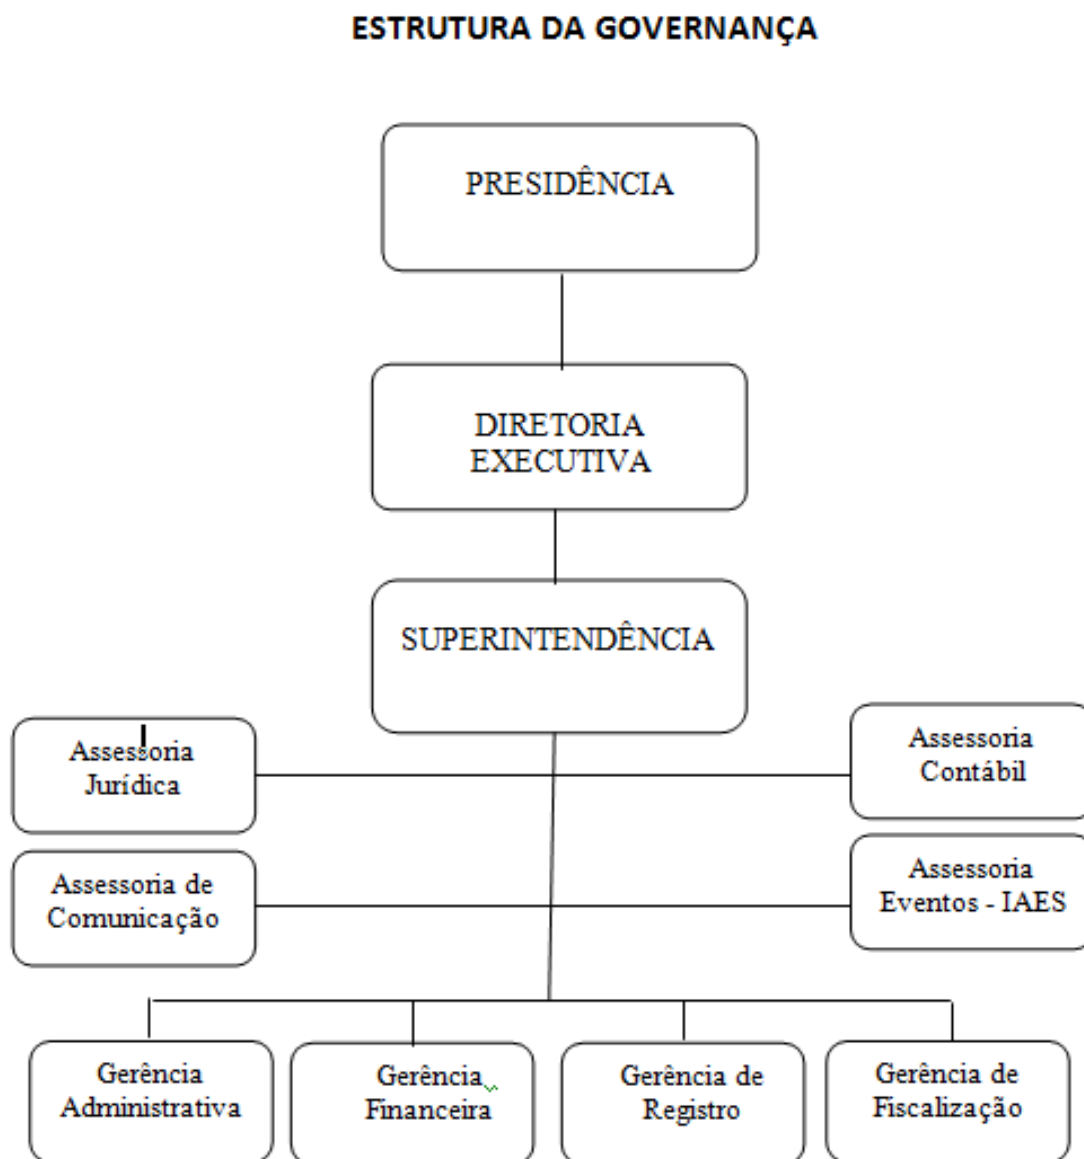 ESTRUTURA DA GOVERNANÇA
PRESIDÊNCIA
DIRETORIA
EXECUTIVA
SUPERINTENDÊNCIA
Assessoria
Jurídica
Assessoria
Contábil
Assessoria de
Comunicação
Assessoria
Eventos - IAES
Gerência
Administrativa
Gerência
Financeira
Gerência de
Registro
Gerência de
Fiscalização